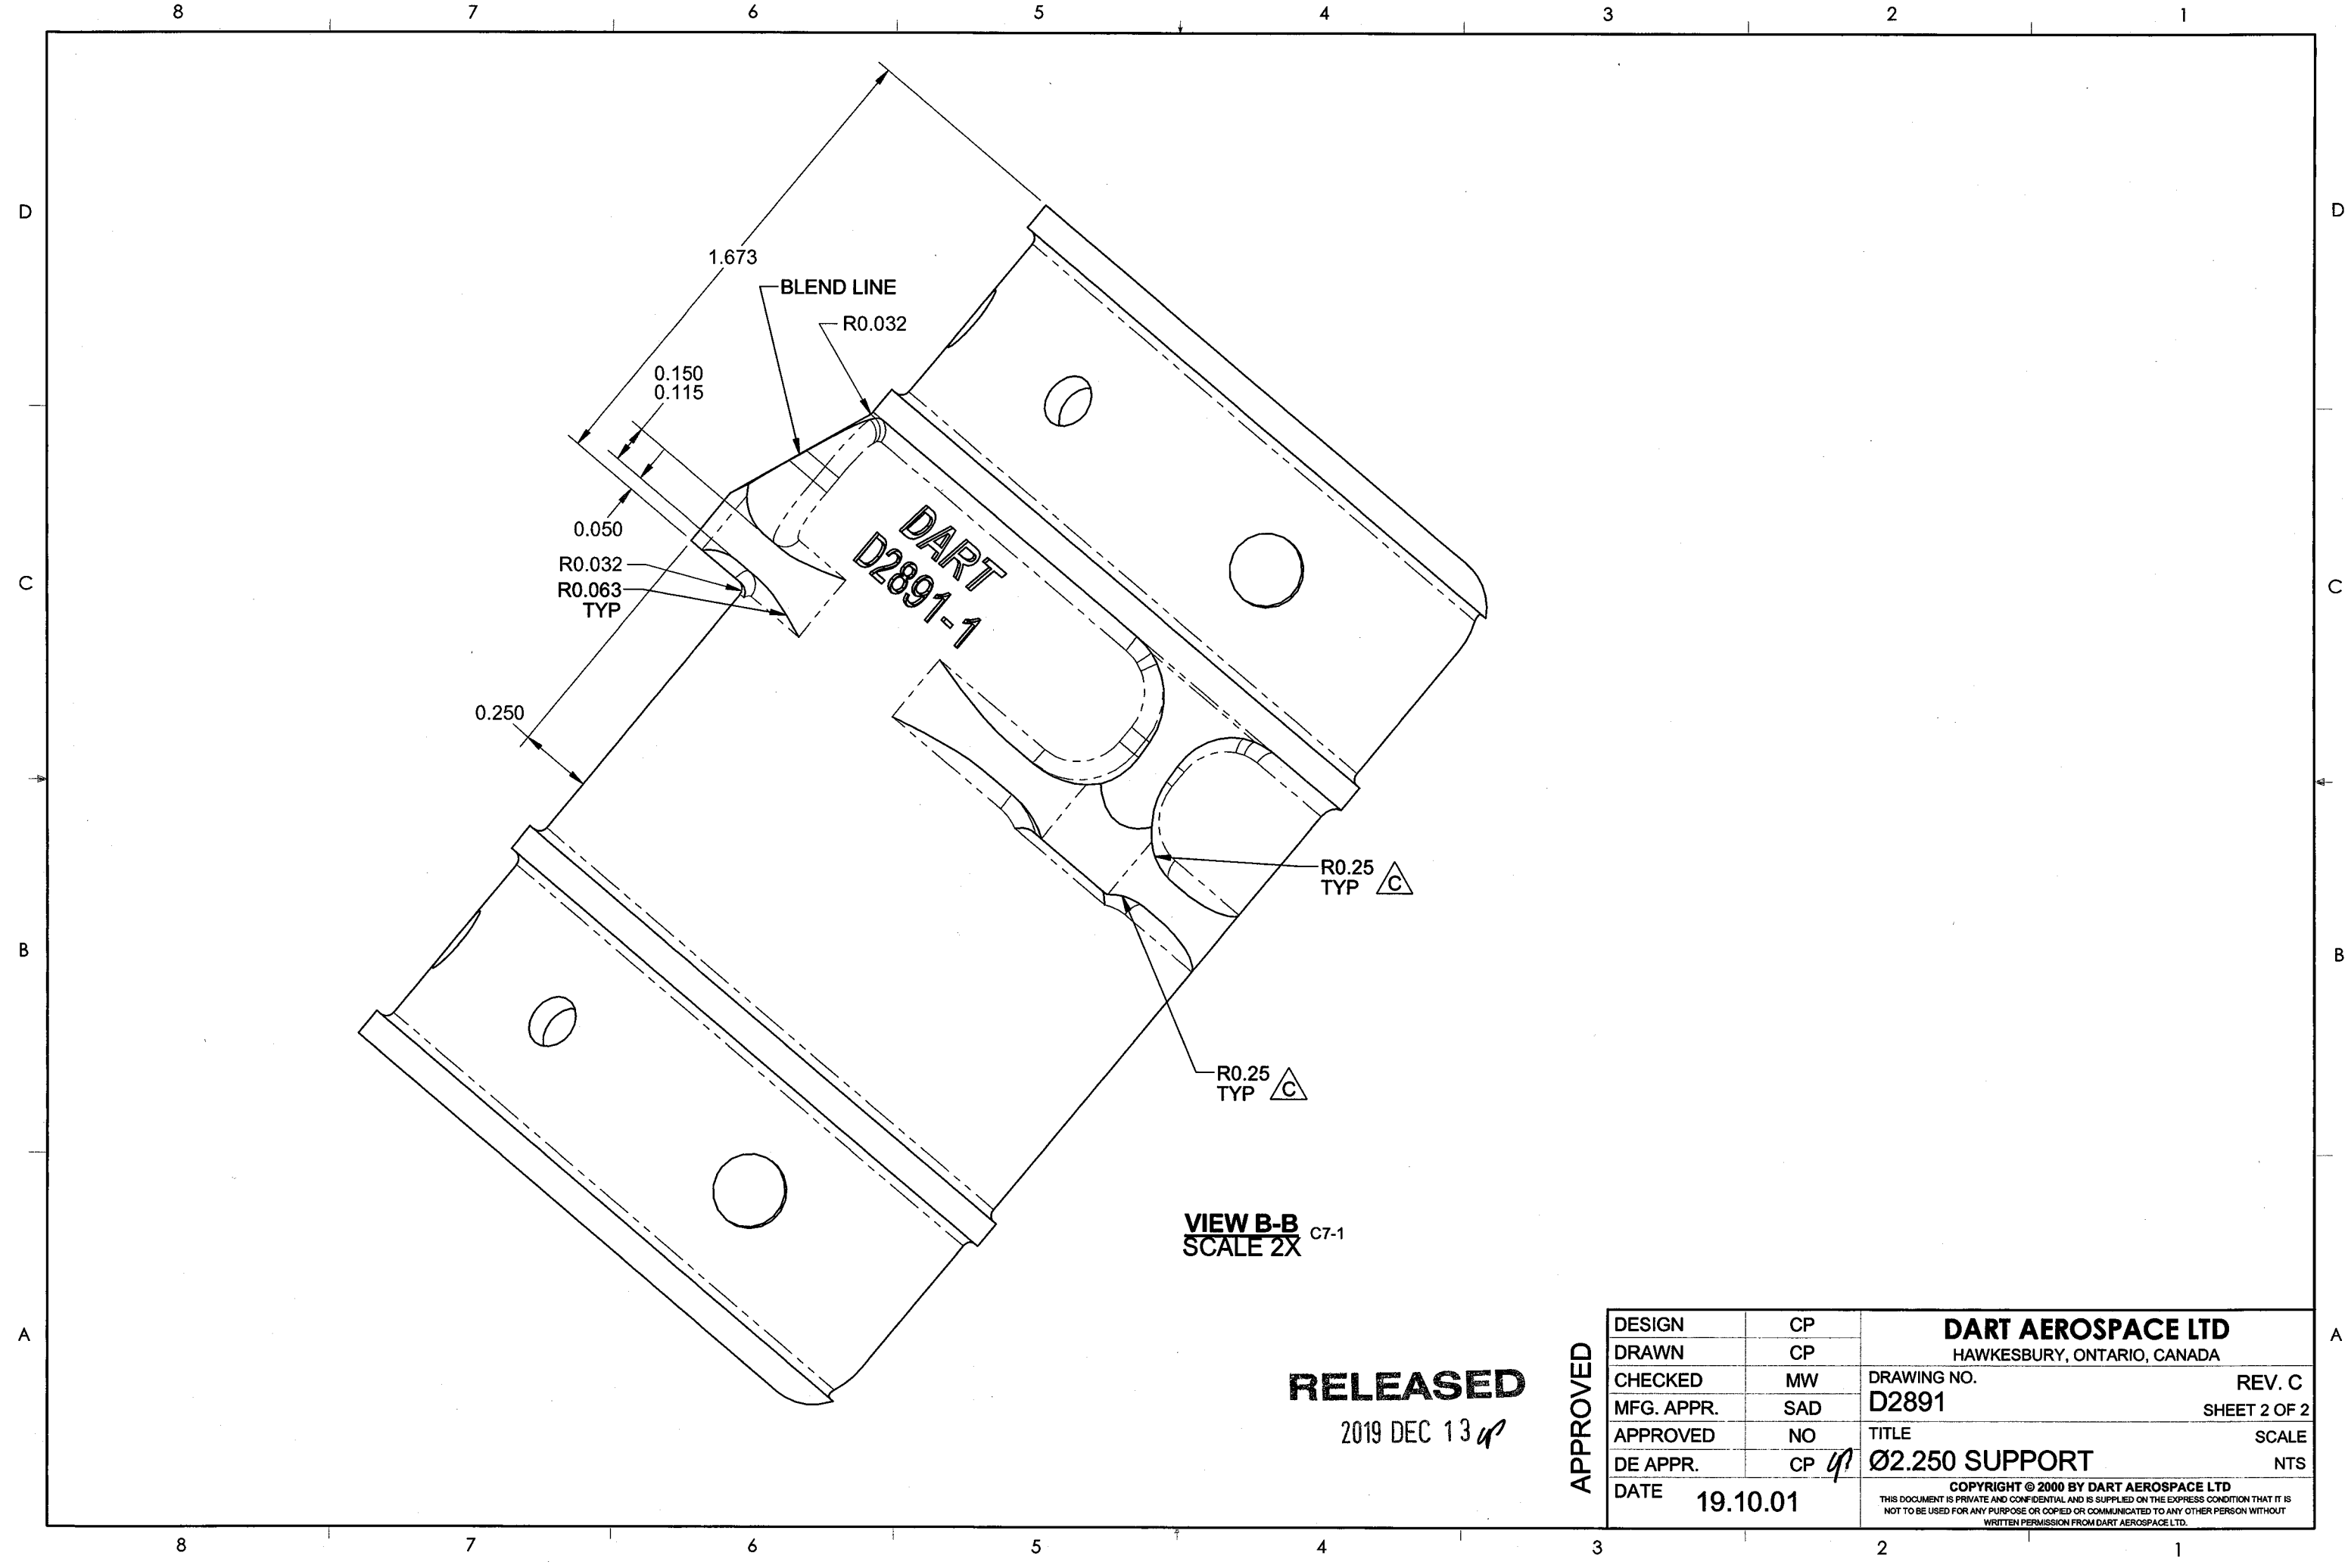 8 7 6 5 4 3 2 1
D D
1.673
BLEND LINE
R0.032
0.150
0.115
0.050
R0.032
R0.063
TYP
C C
DART
D2891-1
0.250
R0.25
TYP C
B B
R0.25
TYP C
VIEW B-B C7-1
SCALE 2X
A A
RELEASED
2019 DEC 13
APPROVED
DESIGN CP
DRAWN CP
CHECKED MW
MFG. APPR. SAD
APPROVED NO
DE APPR. CP
DATE 19.10.01
DART AEROSPACE LTD
HAWKESBURY, ONTARIO, CANADA
DRAWING NO. REV. C
D2891 SHEET 2 OF 2
TITLE SCALE
Ø2.250 SUPPORT NTS
COPYRIGHT © 2000 BY DART AEROSPACE LTD
THIS DOCUMENT IS PRIVATE AND CONFIDENTIAL AND IS SUPPLIED ON THE EXPRESS CONDITION THAT IT IS
NOT TO BE USED FOR ANY PURPOSE OR COPIED OR COMMUNICATED TO ANY OTHER PERSON WITHOUT
WRITTEN PERMISSION FROM DART AEROSPACE LTD.
8 7 6 5 4 3 2 1